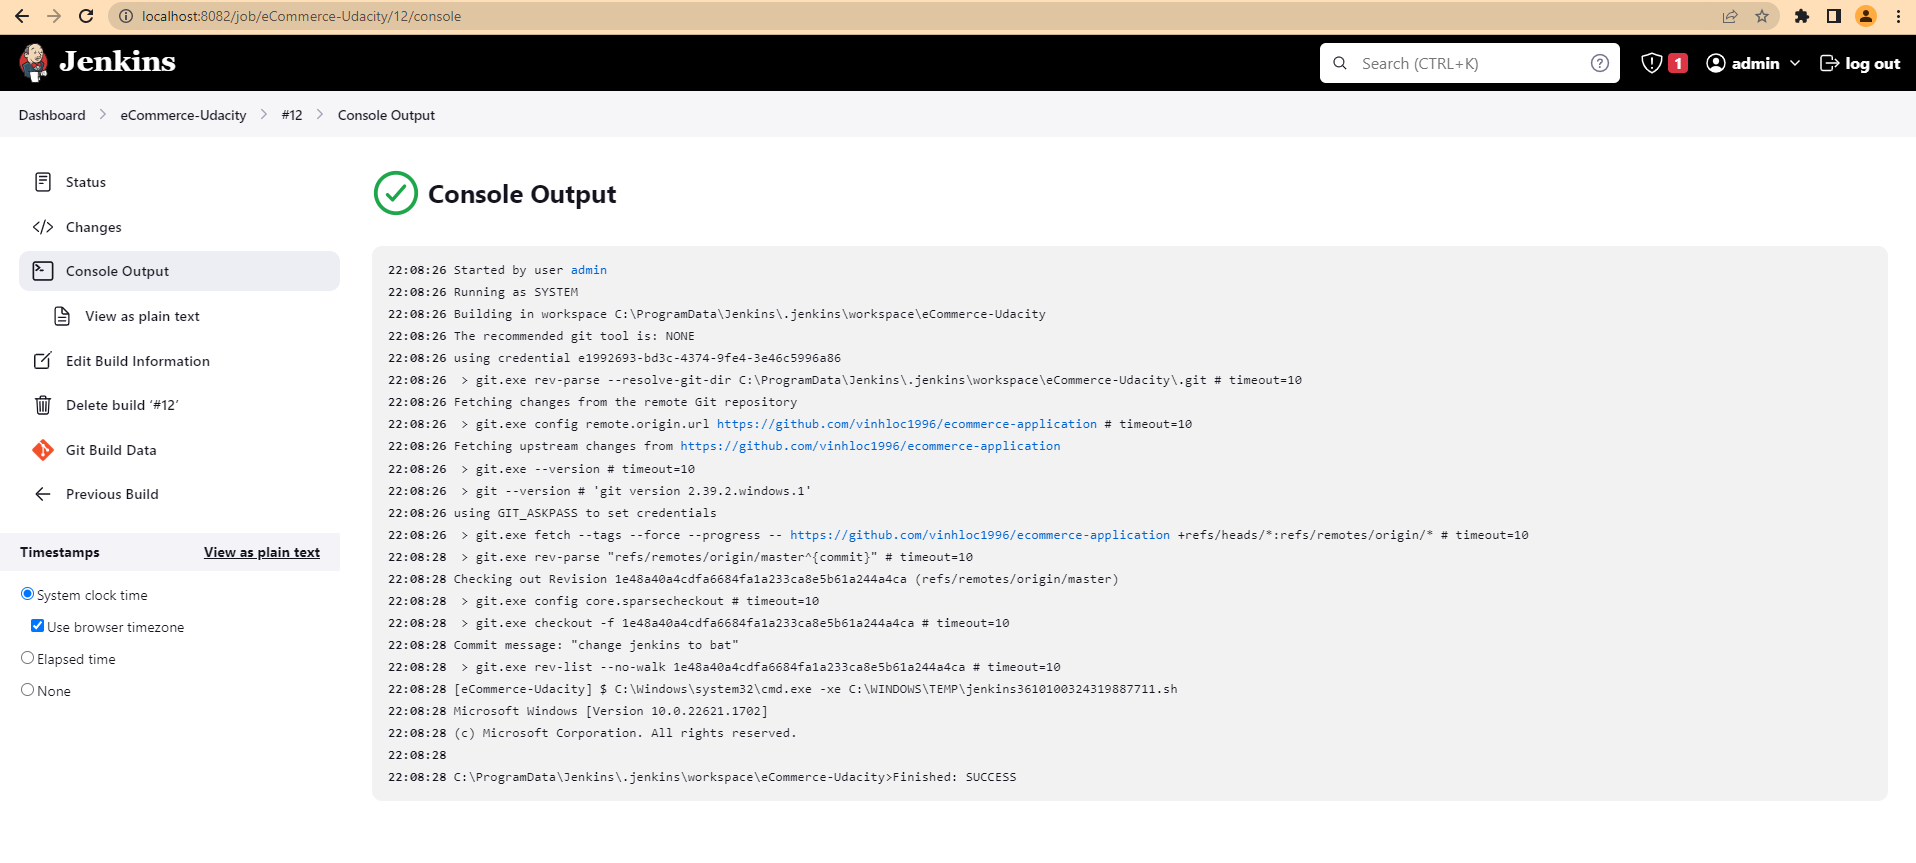 localhost:8082/job/eCommerce-Udacity/12/console
Jenkins
Search (CTRL+K)
1
admin
log out
Dashboard
eCommerce-Udacity
#12
Console Output
Status
Changes
Console Output
View as plain text
Edit Build Information
Delete build ‘#12’
Git Build Data
Previous Build
Timestamps
View as plain text
System clock time
Use browser timezone
Elapsed time
None
Console Output
22:08:26 Started by user admin
22:08:26 Running as SYSTEM
22:08:26 Building in workspace C:\ProgramData\Jenkins\.jenkins\workspace\eCommerce-Udacity
22:08:26 The recommended git tool is: NONE
22:08:26 using credential e1992693-bd3c-4374-9fe4-3e46c5996a86
22:08:26  > git.exe rev-parse --resolve-git-dir C:\ProgramData\Jenkins\.jenkins\workspace\eCommerce-Udacity\.git # timeout=10
22:08:26 Fetching changes from the remote Git repository
22:08:26  > git.exe config remote.origin.url https://github.com/vinhloc1996/ecommerce-application # timeout=10
22:08:26 Fetching upstream changes from https://github.com/vinhloc1996/ecommerce-application
22:08:26  > git.exe --version # timeout=10
22:08:26  > git --version # 'git version 2.39.2.windows.1'
22:08:26 using GIT_ASKPASS to set credentials
22:08:26  > git.exe fetch --tags --force --progress -- https://github.com/vinhloc1996/ecommerce-application +refs/heads/*:refs/remotes/origin/* # timeout=10
22:08:28  > git.exe rev-parse "refs/remotes/origin/master^{commit}" # timeout=10
22:08:28 Checking out Revision 1e48a40a4cdfa6684fa1a233ca8e5b61a244a4ca (refs/remotes/origin/master)
22:08:28  > git.exe config core.sparsecheckout # timeout=10
22:08:28  > git.exe checkout -f 1e48a40a4cdfa6684fa1a233ca8e5b61a244a4ca # timeout=10
22:08:28 Commit message: "change jenkins to bat"
22:08:28  > git.exe rev-list --no-walk 1e48a40a4cdfa6684fa1a233ca8e5b61a244a4ca # timeout=10
22:08:28 [eCommerce-Udacity] $ C:\Windows\system32\cmd.exe -xe C:\WINDOWS\TEMP\jenkins3610100324319887711.sh
22:08:28 Microsoft Windows [Version 10.0.22621.1702]
22:08:28 (c) Microsoft Corporation. All rights reserved.
22:08:28
22:08:28 C:\ProgramData\Jenkins\.jenkins\workspace\eCommerce-Udacity>Finished: SUCCESS